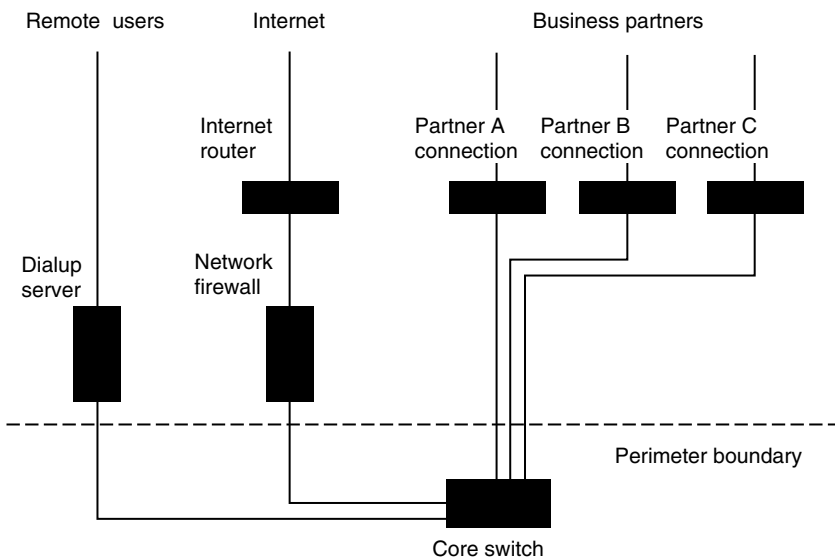 Remote users
Internet
Business partners
Internet
router
Partner A
connection
Partner B
connection
Partner C
connection
Dialup
server
Network
firewall
Perimeter boundary
Core switch